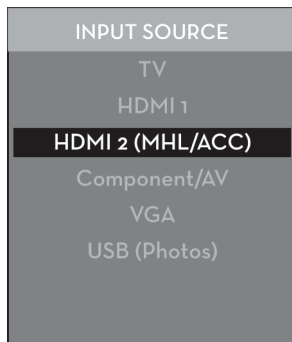 INPUT SOURCE
TV
HDMI 1
HDMI 2 (MHL/ACC)
Component/AV
VGA
USB (Photos)